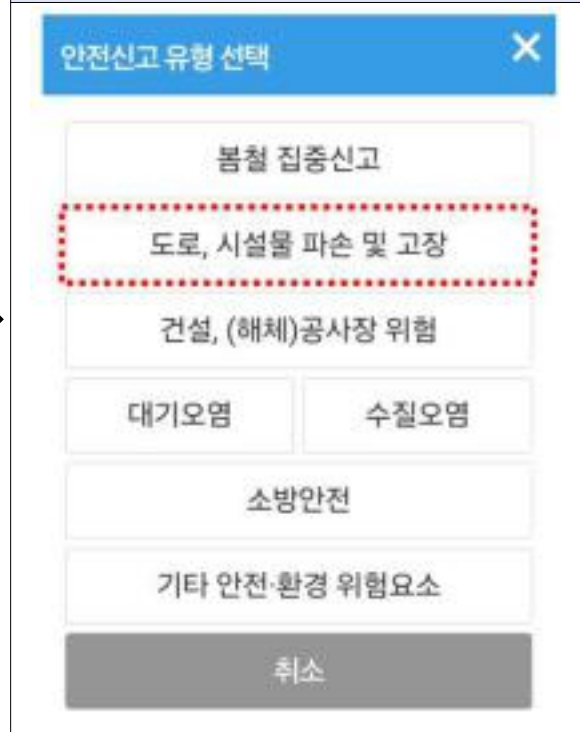 안전신고 유형 선택
봄철 집중신고
도로, 시설물 파손 및 고장
건설, (해체)공사장 위험
대기오염
수질오염
소방안전
기타 안전·환경 위험요소
취소